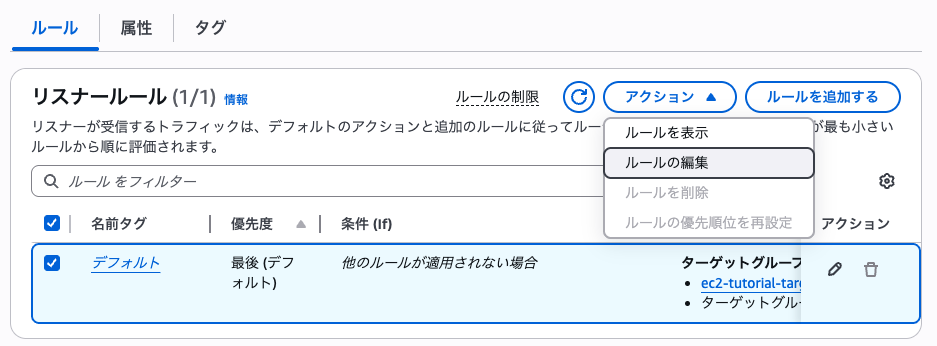 ルール
属性
タグ
リスナールール (1/1) 情報
ルールの制限
アクション
ルールを追加する
リスナーが受信するトラフィックは、デフォルトのアクションと追加のルールに従ってルー
が最も小さい
ルールから順に評価されます。
ルールを表示
ルールの編集
ルールを削除
ルールの優先順位を再設定
ルール をフィルター
名前タグ
優先度
条件 (If)
アクション
デフォルト
最後 (デフ
ォルト)
他のルールが適用されない場合
ターゲットグループ
ec2-tutorial-targ
ターゲットグルー